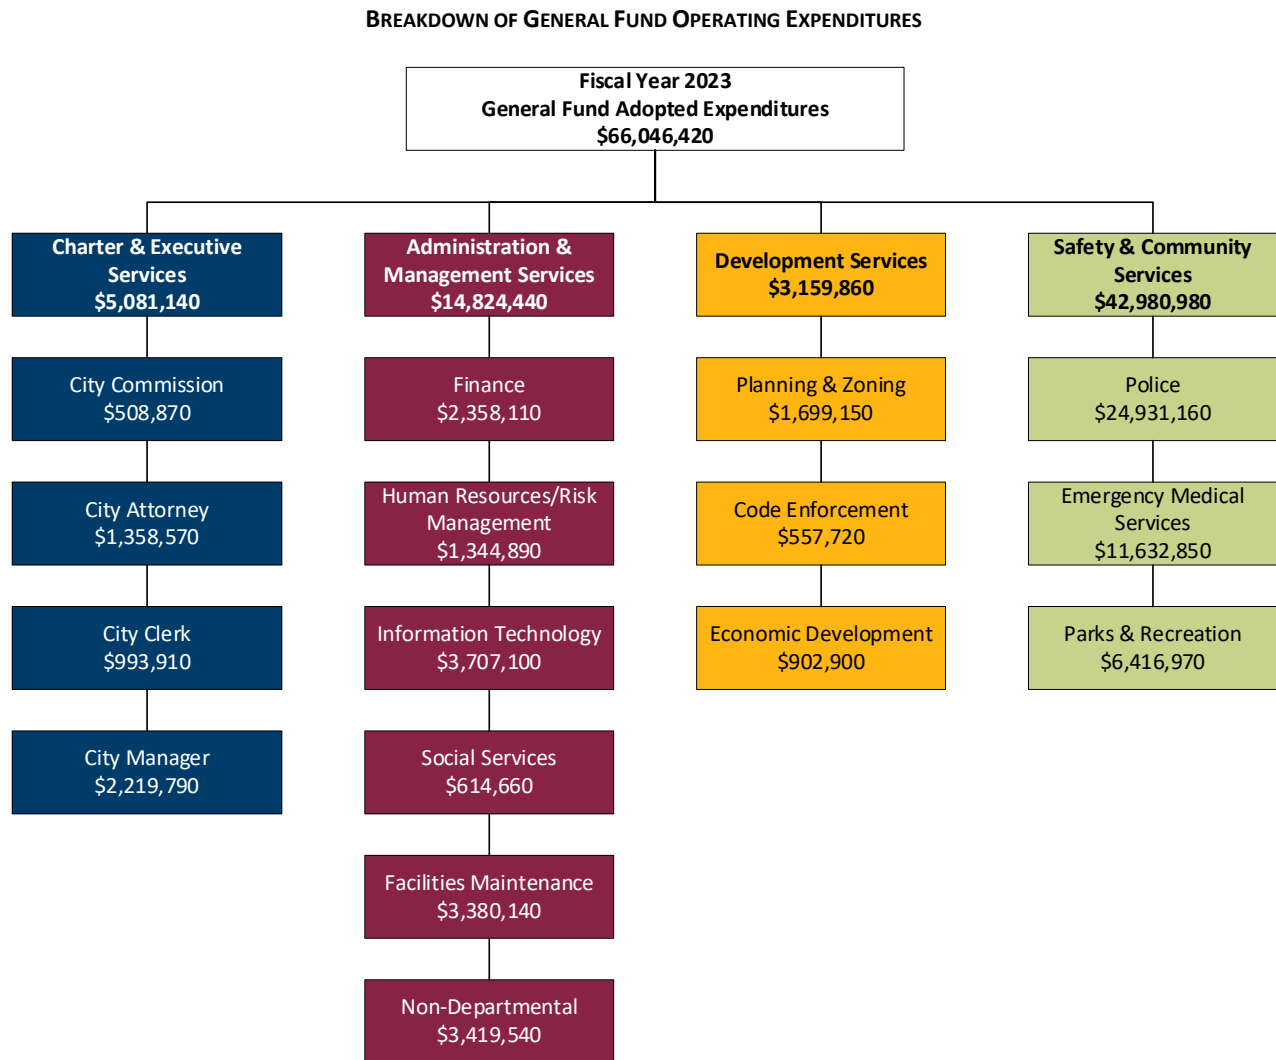 BREAKDOWN OF GENERAL FUND OPERATING EXPENDITURES
Fiscal Year 2023
General Fund Adopted Expenditures
$66,046,420
Charter & Executive
Services
$5,081,140
City Commission
$508,870
City Attorney
$1,358,570
City Clerk
$993,910
City Manager
$2,219,790
Administration &
Management Services
$14,824,440
Finance
$2,358,110
Human Resources/Risk
Management
$1,344,890
Information Technology
$3,707,100
Social Services
$614,660
Facilities Maintenance
$3,380,140
Non-Departmental
$3,419,540
Development Services
$3,159,860
Planning & Zoning
$1,699,150
Code Enforcement
$557,720
Economic Development
$902,900
Safety & Community
Services
$42,980,980
Police
$24,931,160
Emergency Medical
Services
$11,632,850
Parks & Recreation
$6,416,970